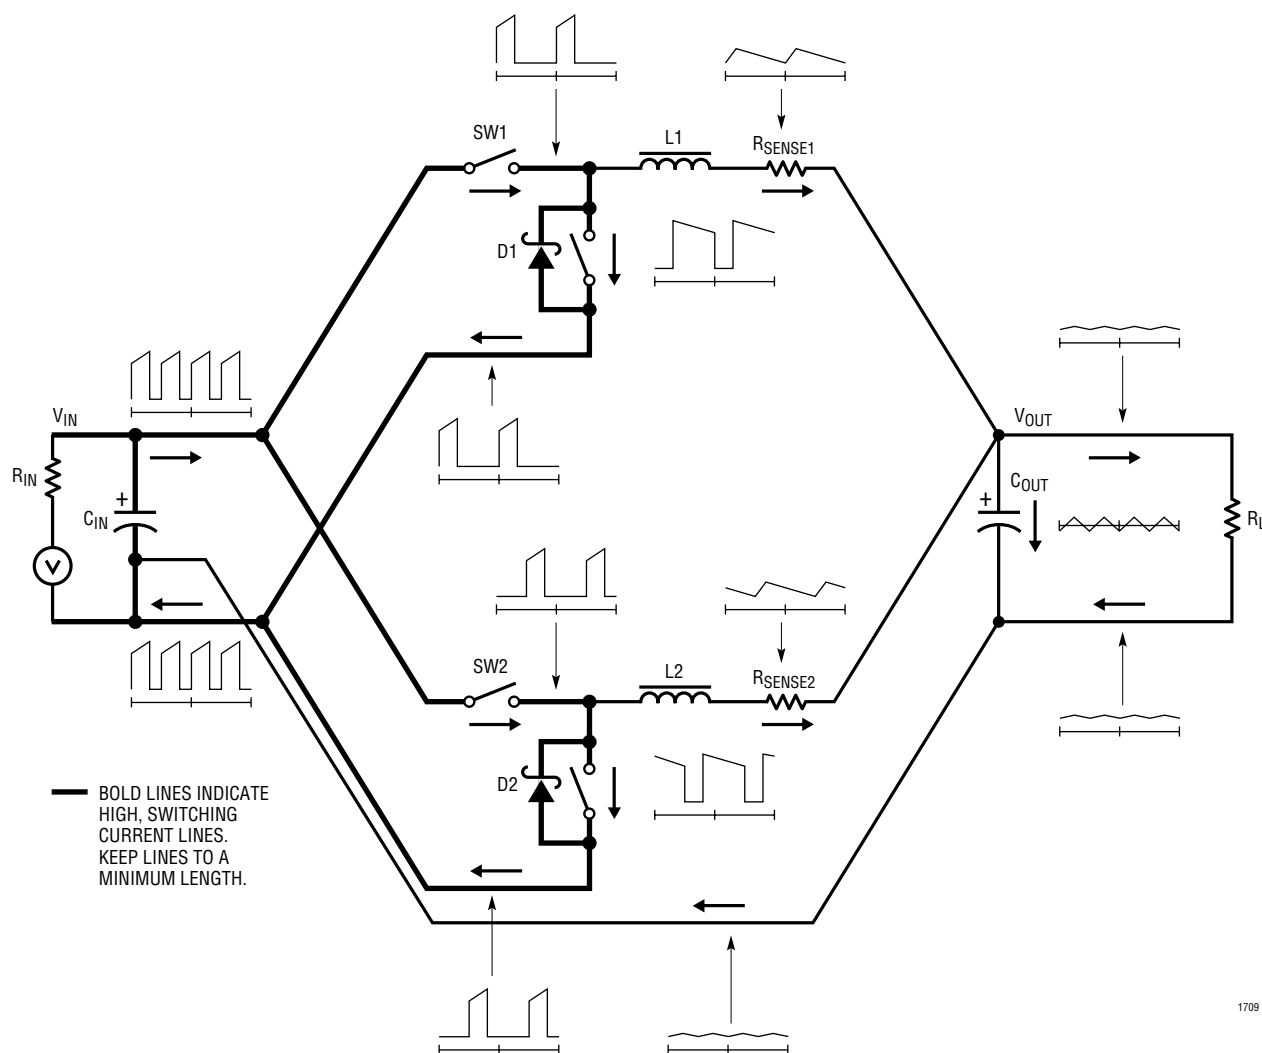 SW1
L1
RSENSE1
D1
VIN
VOUT
RIN
CIN
+
COUT
+
RL
V
SW2
L2
RSENSE2
D2
BOLD LINES INDICATE
HIGH, SWITCHING
CURRENT LINES.
KEEP LINES TO A
MINIMUM LENGTH.
1709